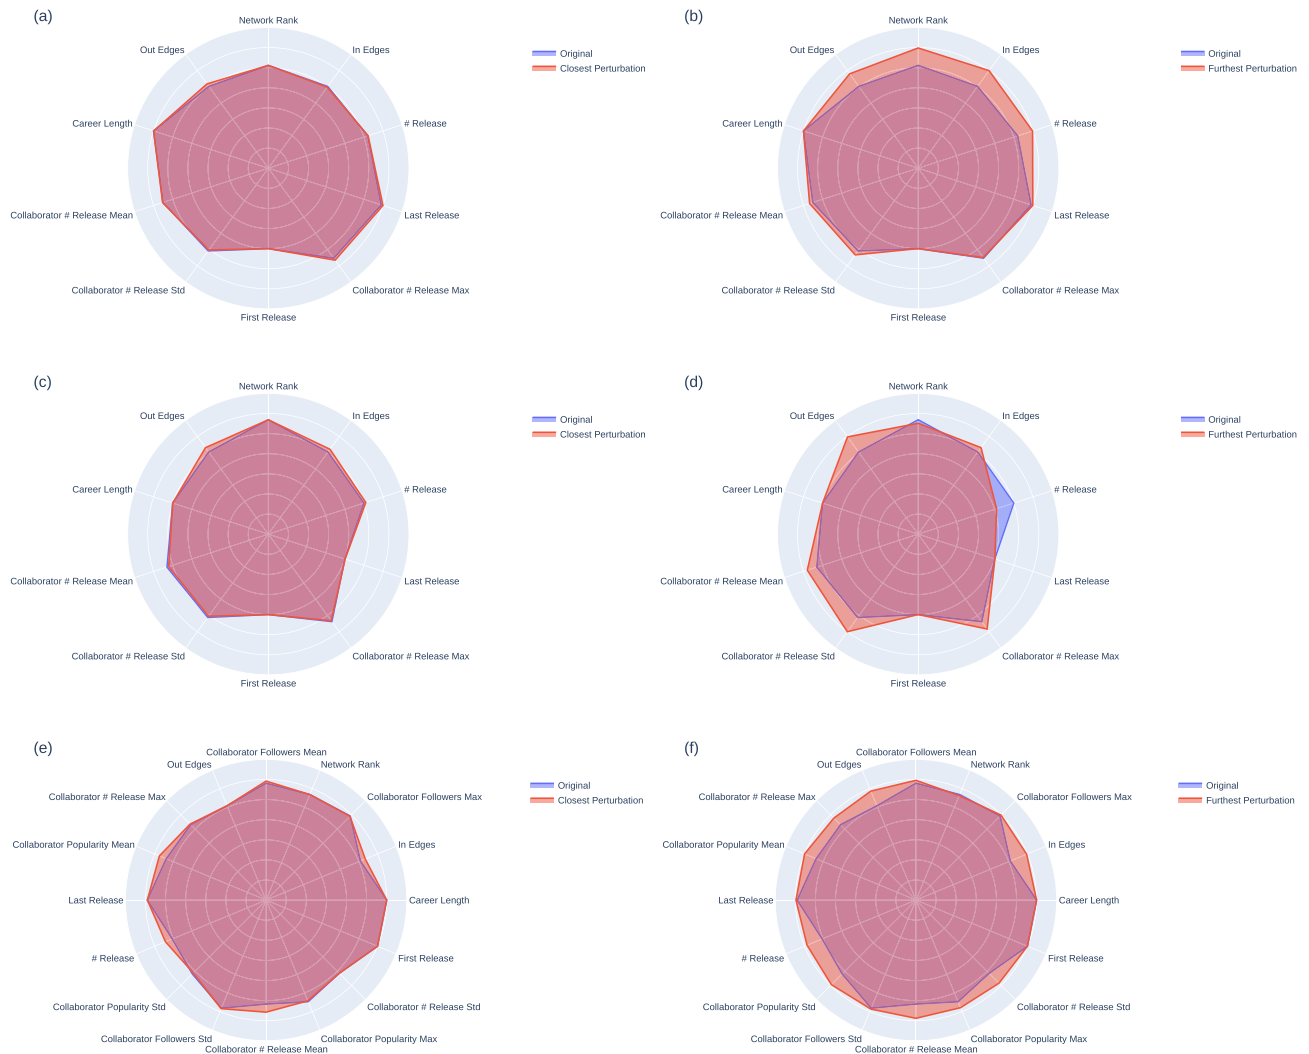 (a)
Network Rank
Out Edges
In Edges
Career Length
# Release
Collaborator # Release Mean
Last Release
Collaborator # Release Std
Collaborator # Release Max
First Release
Original
Closest Perturbation
(b)
Network Rank
Out Edges
In Edges
Career Length
# Release
Collaborator # Release Mean
Last Release
Collaborator # Release Std
Collaborator # Release Max
First Release
Original
Furthest Perturbation
(c)
Network Rank
Out Edges
In Edges
Career Length
# Release
Collaborator # Release Mean
Last Release
Collaborator # Release Std
Collaborator # Release Max
First Release
Original
Closest Perturbation
(d)
Network Rank
Out Edges
In Edges
Career Length
# Release
Collaborator # Release Mean
Last Release
Collaborator # Release Std
Collaborator # Release Max
First Release
Original
Furthest Perturbation
(e)
Collaborator Followers Mean
Out Edges
Network Rank
Collaborator # Release Max
Collaborator Followers Max
Collaborator Popularity Mean
In Edges
Last Release
Career Length
# Release
First Release
Collaborator Popularity Std
Collaborator # Release Std
Collaborator Followers Std
Collaborator Popularity Max
Collaborator # Release Mean
Original
Closest Perturbation
(f)
Collaborator Followers Mean
Out Edges
Network Rank
Collaborator # Release Max
Collaborator Followers Max
Collaborator Popularity Mean
In Edges
Last Release
Career Length
# Release
First Release
Collaborator Popularity Std
Collaborator # Release Std
Collaborator Followers Std
Collaborator Popularity Max
Collaborator # Release Mean
Original
Furthest Perturbation